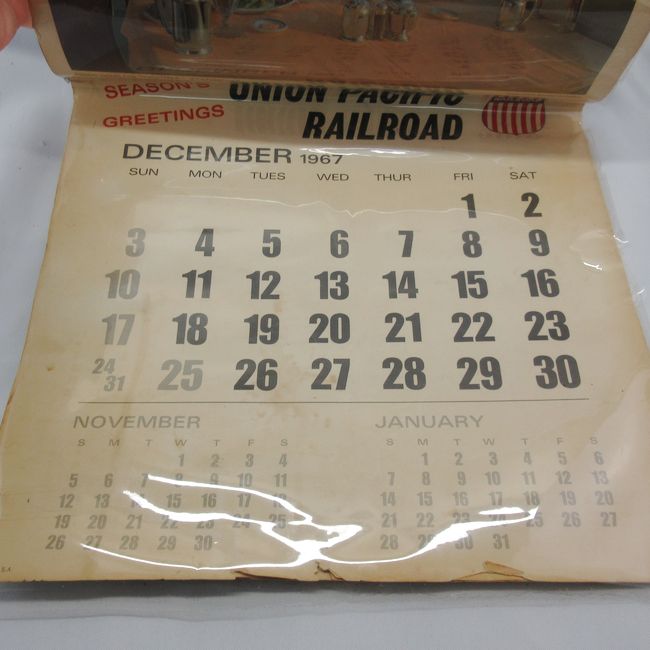 SEASON'S
GREETINGS
UNION PACIFIC
RAILROAD
DECEMBER 1967
SUN MON TUES WED THUR FRI SAT
1 2
3 4 5 6 7 8 9
10 11 12 13 14 15 16
17 18 19 20 21 22 23
24 25 26 27 28 29 30
31
NOVEMBER
S M T W T F S
1 2 3 4
5 6 7 8 9 10 11
12 13 14 15 16 17 18
19 20 21 22 23 24 25
26 27 28 29 30
JANUARY
S M T W T F S
1 2 3 4 5 6
7 8 9 10 11 12 13
14 15 16 17 18 19 20
21 22 23 24 25 26 27
28 29 30 31